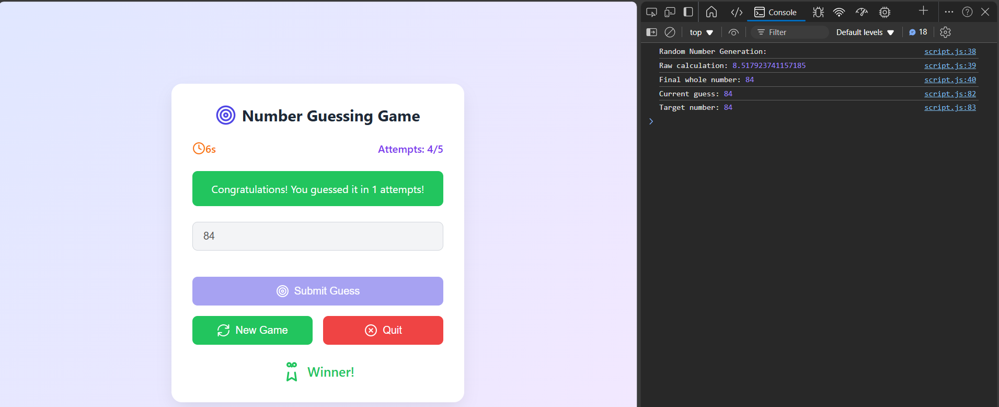 Number Guessing Game
6s
Attempts: 4/5
Congratulations! You guessed it in 1 attempts!
84
Submit Guess
New Game
Quit
Winner!
Console
top
Filter
Default levels
18
Random Number Generation: script.js:38
Raw calculation: 8.517923741157185 script.js:39
Final whole number: 84 script.js:40
Current guess: 84 script.js:82
Target number: 84 script.js:83